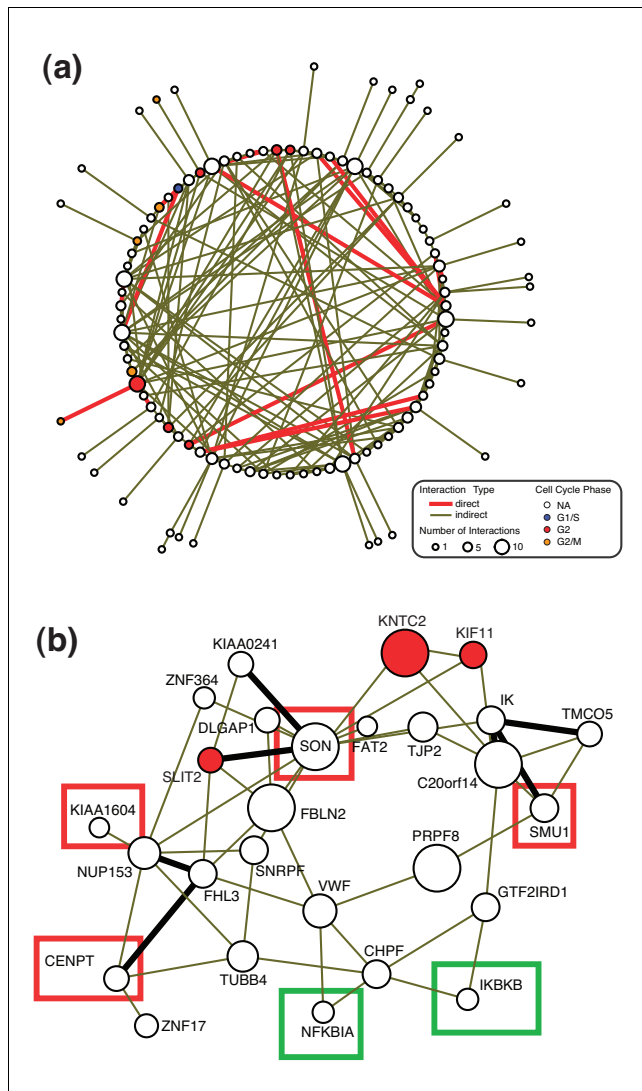 (a)
Interaction Type
direct
indirect
Number of Interactions
1 5 10
Cell Cycle Phase
NA
G1/S
G2
G2/M
(b)
KNTC2
KIF11
KIAA0241
ZNF364
DLGAP1
IK
TMCO5
SON
FAT2
TJP2
SLIT2
C20orf14
KIAA1604
FBLN2
SMU1
PRPF8
NUP153
SNRPF
FHL3
VWF
GTF2IRD1
CENPT
CHPF
TUBB4
IKBKB
ZNF17
NFKBIA